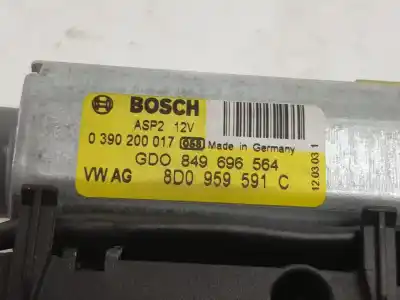 BOSCH
ASP2 12V
0 390 200 017 058 Made in Germany
GDO 849 696 564
VW AG 8D0 959 591 C
12.03.03 1